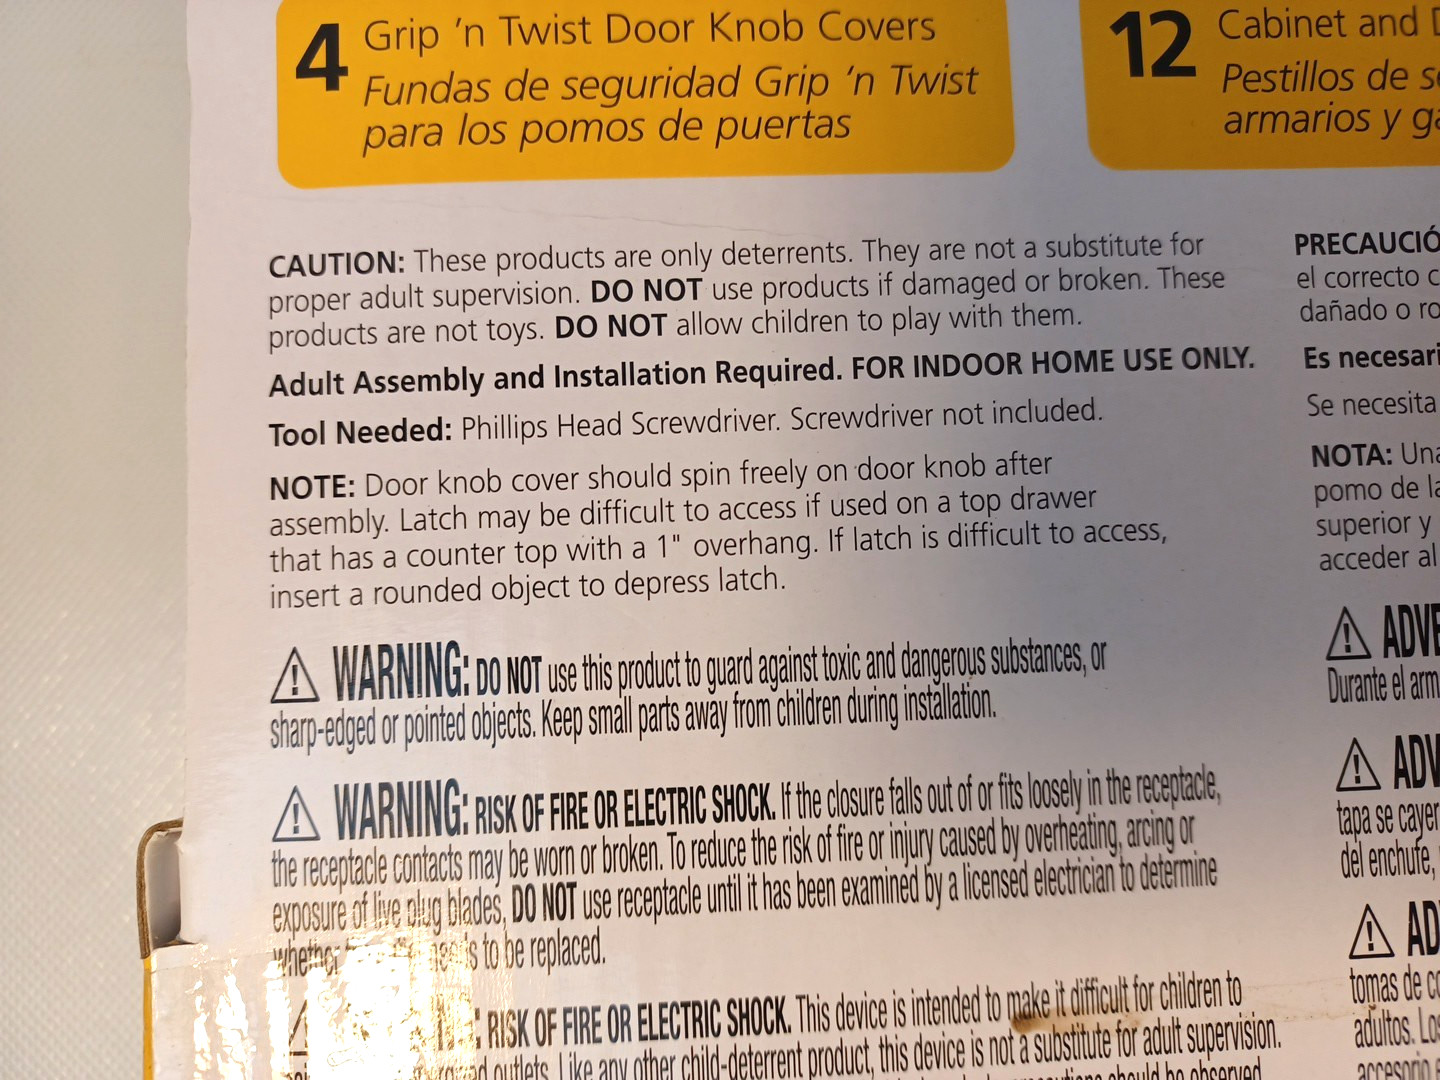 4 Grip 'n Twist Door Knob Covers
Fundas de seguridad Grip 'n Twist
para los pomos de puertas
12 Cabinet and
Pestillos de
armarios y
CAUTION: These products are only deterrents. They are not a substitute for
proper adult supervision. DO NOT use products if damaged or broken. These
products are not toys. DO NOT allow children to play with them.
Adult Assembly and Installation Required. FOR INDOOR HOME USE ONLY.
Tool Needed: Phillips Head Screwdriver. Screwdriver not included.
NOTE: Door knob cover should spin freely on door knob after
assembly. Latch may be difficult to access if used on a top drawer
that has a counter top with a 1" overhang. If latch is difficult to access,
insert a rounded object to depress latch.
WARNING: DO NOT use this product to guard against toxic and dangerous substances, or
sharp-edged or pointed objects. Keep small parts away from children during installation.
WARNING: RISK OF FIRE OR ELECTRIC SHOCK. If the closure falls out of or fits loosely in the receptacle,
the receptacle contacts may be worn or broken. To reduce the risk of fire or injury caused by overheating, arcing or
exposure of live plug blades, DO NOT use receptacle until it has been examined by a licensed electrician to determine
whether to be replaced.
RISK OF FIRE OR ELECTRIC SHOCK. This device is intended to make it difficult for children to
outlets. Like any other child-deterrent product, this device is not a substitute for adult supervision.
should be observed
PRECAUCIÓ
el correcto
dañado o
Es necesari
Se necesita
NOTA: Una
pomo de
superior y
acceder al
ADVE
Durante el arm
ADV
tapa se cayer
del enchufe,
AD
tomas de
adultos. Los
accesorio